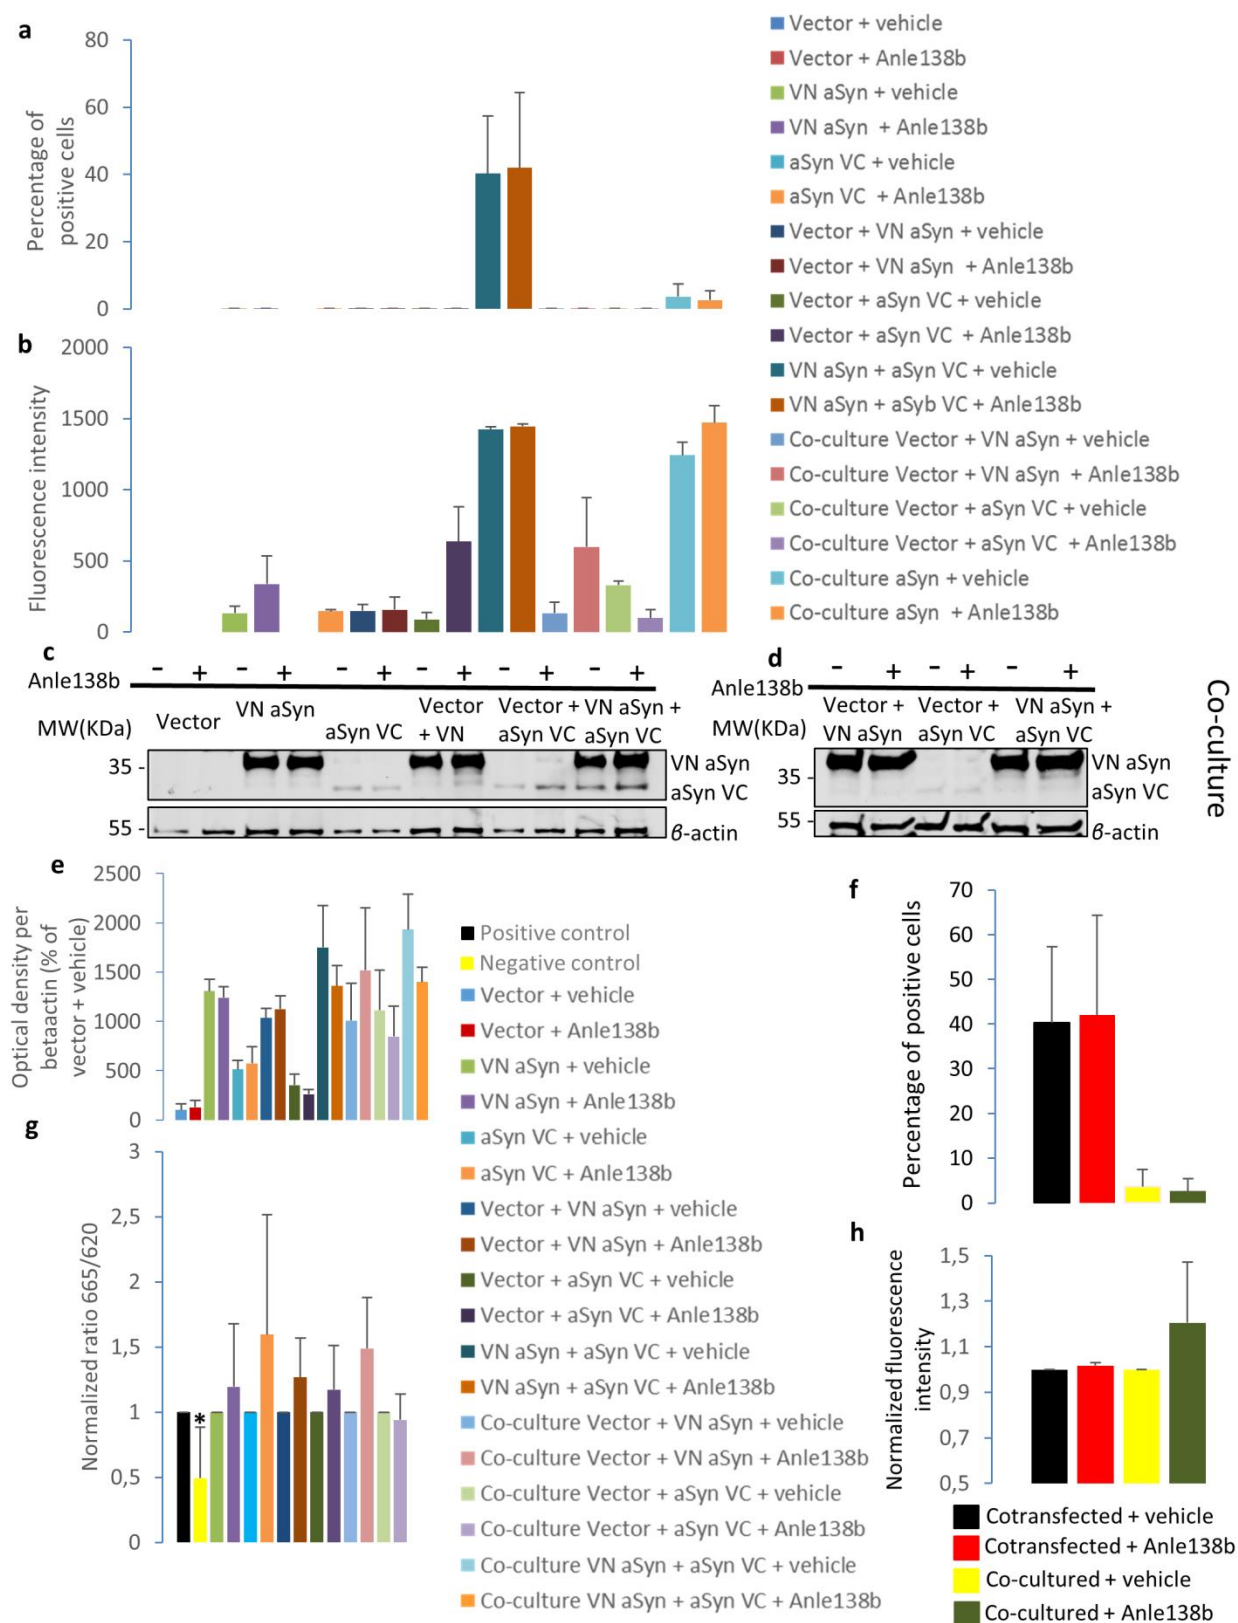 a
80
60
40
20
0
Percentage of
positive cells
b
2000
1500
1000
500
0
Fluorescence intensity
Vector + vehicle
Vector + Anle138b
VN aSyn + vehicle
VN aSyn + Anle138b
aSyn VC + vehicle
aSyn VC + Anle138b
Vector + VN aSyn + vehicle
Vector + VN aSyn + Anle138b
Vector + aSyn VC + vehicle
Vector + aSyn VC + Anle138b
VN aSyn + aSyn VC + vehicle
VN aSyn + aSyb VC + Anle138b
Co-culture Vector + VN aSyn + vehicle
Co-culture Vector + VN aSyn + Anle138b
Co-culture Vector + aSyn VC + vehicle
Co-culture Vector + aSyn VC + Anle138b
Co-culture aSyn + vehicle
Co-culture aSyn + Anle138b
c
- + - + - + - + - + - +
Anle138b
MW(KDa)
Vector
VN aSyn
aSyn VC
Vector
+ VN
Vector +
aSyn VC
VN aSyn +
aSyn VC
35 -
VN aSyn
aSyn VC
55 -
β-actin
d
- + - + - +
Anle138b
MW(KDa)
Vector +
VN aSyn
Vector +
aSyn VC
VN aSyn +
aSyn VC
35 -
VN aSyn
aSyn VC
55 -
β-actin
Co-culture
e
2500
2000
1500
1000
500
0
Optical density per
betaactin (% of
vector + vehicle)
g
3
2,5
2
1,5
1
0,5
0
Normalized ratio 665/620
*
Positive control
Negative control
Vector + vehicle
Vector + Anle138b
VN aSyn + vehicle
VN aSyn + Anle138b
aSyn VC + vehicle
aSyn VC + Anle138b
Vector + VN aSyn + vehicle
Vector + VN aSyn + Anle138b
Vector + aSyn VC + vehicle
Vector + aSyn VC + Anle138b
VN aSyn + aSyn VC + vehicle
VN aSyn + aSyn VC + Anle138b
Co-culture Vector + VN aSyn + vehicle
Co-culture Vector + VN aSyn + Anle138b
Co-culture Vector + aSyn VC + vehicle
Co-culture Vector + aSyn VC + Anle138b
Co-culture VN aSyn + aSyn VC + vehicle
Co-culture VN aSyn + aSyn VC + Anle138b
f
70
60
50
40
30
20
10
0
Percentage of positive cells
h
1,5
1,3
1,1
0,9
0,7
0,5
Normalized fluorescence
intensity
Cotransfected + vehicle
Cotransfected + Anle138b
Co-cultured + vehicle
Co-cultured + Anle138b